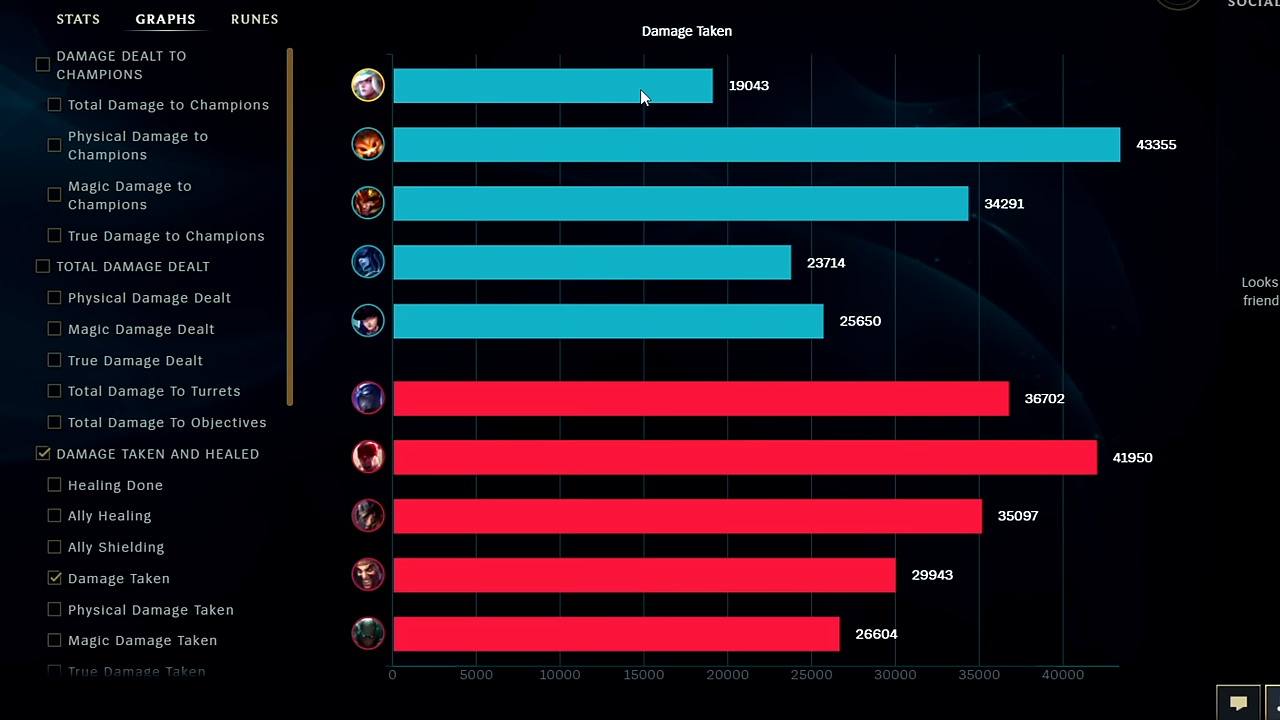 STATS GRAPHS RUNES
SOCIAL
DAMAGE DEALT TO
CHAMPIONS
Total Damage to Champions
Physical Damage to
Champions
Magic Damage to
Champions
True Damage to Champions
TOTAL DAMAGE DEALT
Physical Damage Dealt
Magic Damage Dealt
True Damage Dealt
Total Damage To Turrets
Total Damage To Objectives
DAMAGE TAKEN AND HEALED
Healing Done
Ally Healing
Ally Shielding
Damage Taken
Physical Damage Taken
Magic Damage Taken
True Damage Taken
Damage Taken
19043
43355
34291
23714
25650
36702
41950
35097
29943
26604
0 5000 10000 15000 20000 25000 30000 35000 40000
Looks
friend